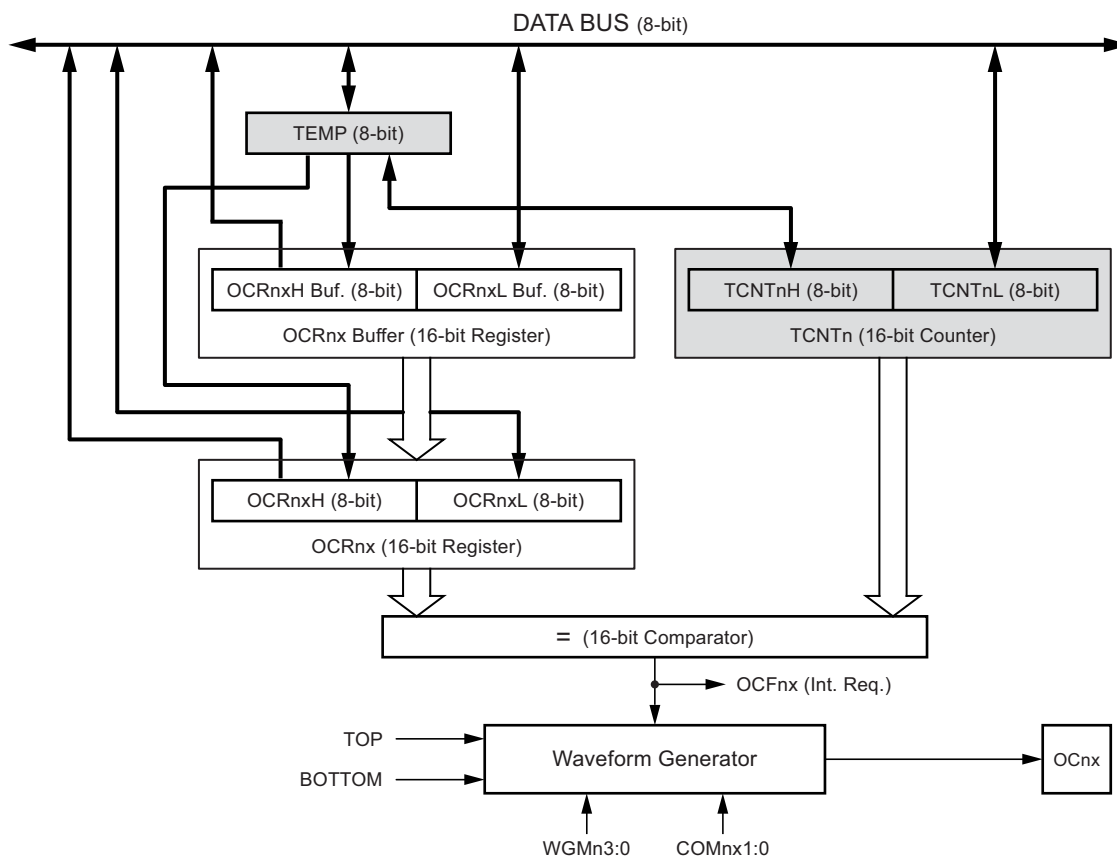 DATA BUS (8-bit)
TEMP (8-bit)
OCRnxH Buf. (8-bit)
OCRnxL Buf. (8-bit)
OCRnx Buffer (16-bit Register)
TCNTnH (8-bit)
TCNTnL (8-bit)
TCNTn (16-bit Counter)
OCRnxH (8-bit)
OCRnxL (8-bit)
OCRnx (16-bit Register)
= (16-bit Comparator)
OCFnx (Int. Req.)
TOP
BOTTOM
Waveform Generator
OCnx
WGMn3:0
COMnx1:0